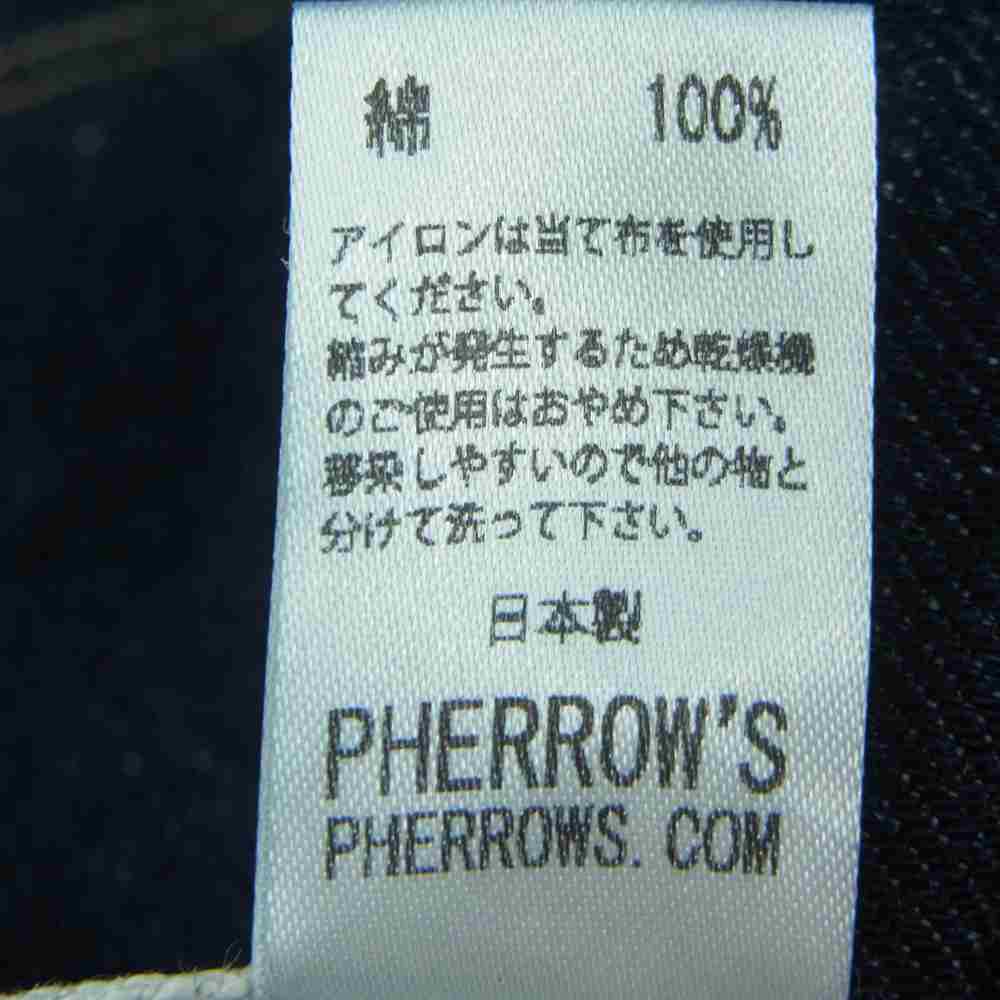 綿 100%
アイロンは当て布を使用し
てください。
縮みが発生するため乾燥機
のご使用はおやめ下さい。
移染しやすいので他の物と
分けて洗って下さい。
日本製
PHERROW'S
PHERROWS.COM